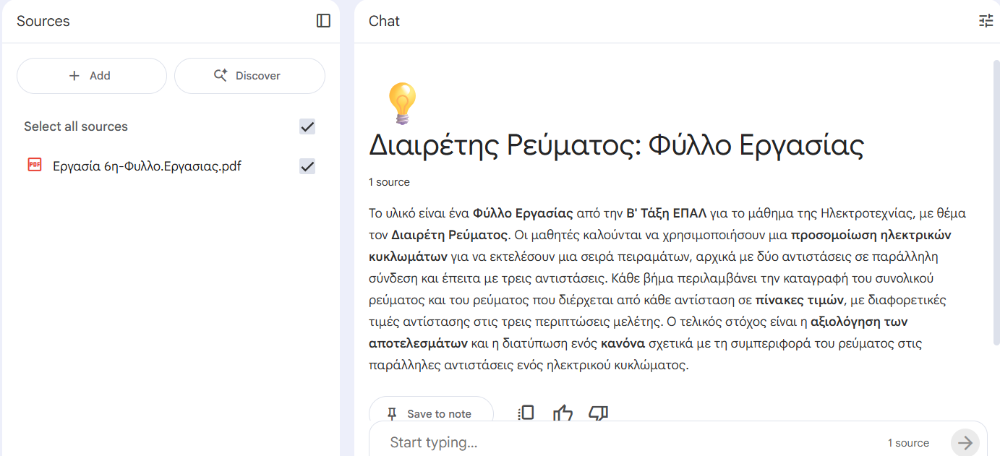 Sources
Chat
Add
Discover
Select all sources
PDF
Εργασία 6η-Φυλλο.Εργασιας.pdf
Διαιρέτης Ρεύματος: Φύλλο Εργασίας
1 source
Το υλικό είναι ένα Φύλλο Εργασίας από την Β' Τάξη ΕΠΑΛ για το μάθημα της Ηλεκτροτεχνίας, με θέμα
τον Διαιρέτη Ρεύματος. Οι μαθητές καλούνται να χρησιμοποιήσουν μια προσομοίωση ηλεκτρικών
κυκλωμάτων για να εκτελέσουν μια σειρά πειραμάτων, αρχικά με δύο αντιστάσεις σε παράλληλη
σύνδεση και έπειτα με τρεις αντιστάσεις. Κάθε βήμα περιλαμβάνει την καταγραφή του συνολικού
ρεύματος και του ρεύματος που διέρχεται από κάθε αντίσταση σε πίνακες τιμών, με διαφορετικές
τιμές αντίστασης στις τρεις περιπτώσεις μελέτης. Ο τελικός στόχος είναι η αξιολόγηση των
αποτελεσμάτων και η διατύπωση ενός κανόνα σχετικά με τη συμπεριφορά του ρεύματος στις
παράλληλες αντιστάσεις ενός ηλεκτρικού κυκλώματος.
Save to note
Start typing...
1 source